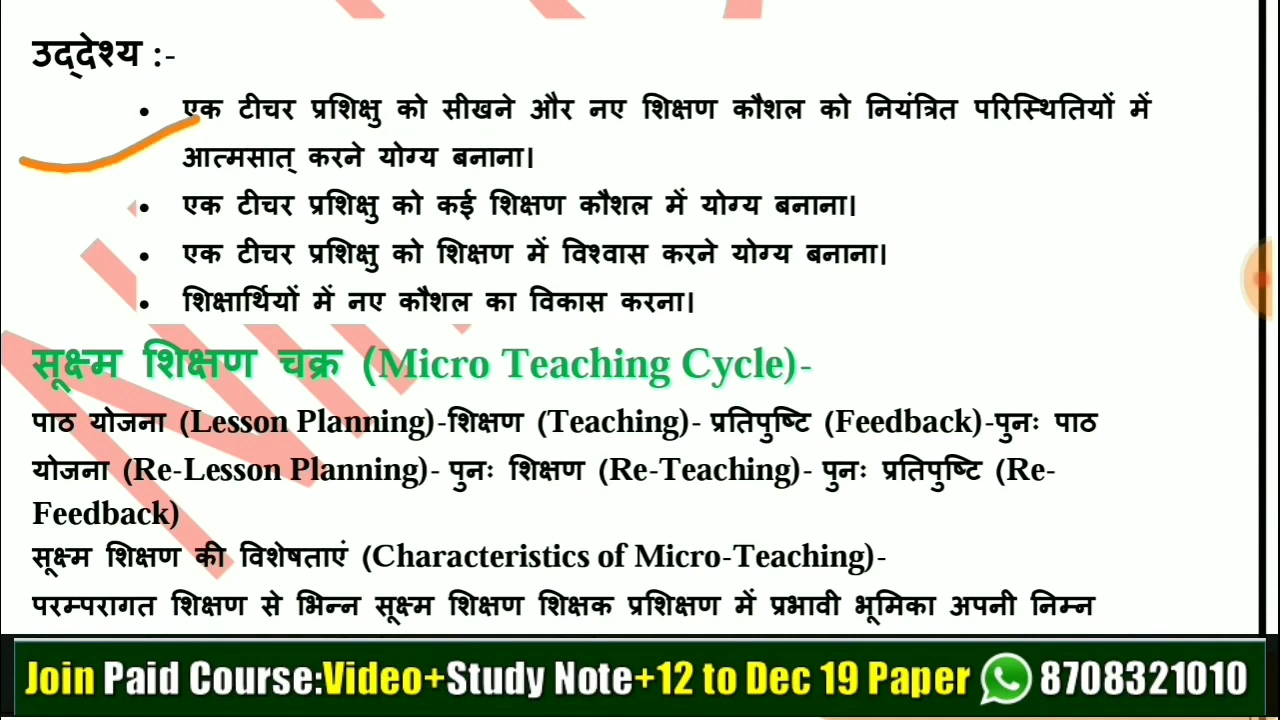 उद्देश्य :-
• एक टीचर प्रशिक्षु को सीखने और नए शिक्षण कौशल को नियंत्रित परिस्थितियों में
आत्मसात् करने योग्य बनाना।
• एक टीचर प्रशिक्षु को कई शिक्षण कौशल में योग्य बनाना।
• एक टीचर प्रशिक्षु को शिक्षण में विश्वास करने योग्य बनाना।
• शिक्षार्थियों में नए कौशल का विकास करना।
सूक्ष्म शिक्षण चक्र (Micro Teaching Cycle)-
पाठ योजना (Lesson Planning)-शिक्षण (Teaching)- प्रतिपुष्टि (Feedback)-पुनः पाठ
योजना (Re-Lesson Planning)- पुनः शिक्षण (Re-Teaching)- पुनः प्रतिपुष्टि (Re-
Feedback)
सूक्ष्म शिक्षण की विशेषताएं (Characteristics of Micro-Teaching)-
परम्परागत शिक्षण से भिन्न सूक्ष्म शिक्षण शिक्षक प्रशिक्षण में प्रभावी भूमिका अपनी निम्न
Join Paid Course:Video+Study Note+12 to Dec 19 Paper 8708321010